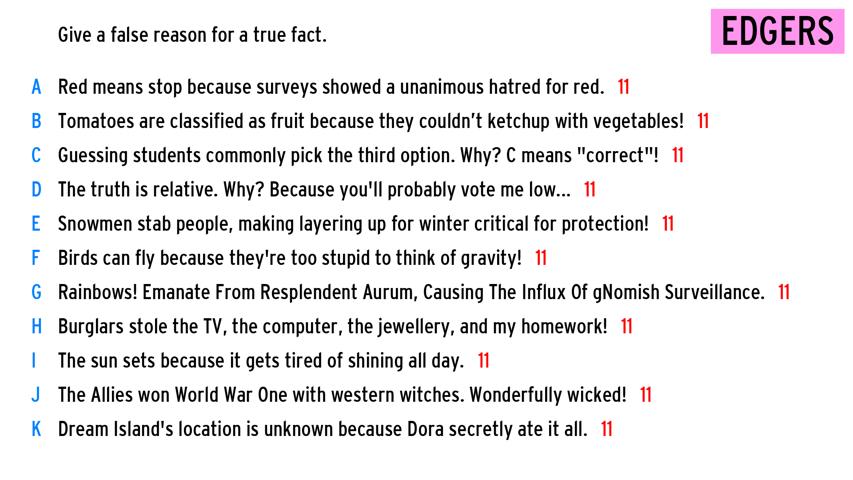 Give a false reason for a true fact.
EDGERS
A Red means stop because surveys showed a unanimous hatred for red. 11
B Tomatoes are classified as fruit because they couldn't ketchup with vegetables! 11
C Guessing students commonly pick the third option. Why? C means "correct"! 11
D The truth is relative. Why? Because you'll probably vote me low... 11
E Snowmen stab people, making layering up for winter critical for protection! 11
F Birds can fly because they're too stupid to think of gravity! 11
G Rainbows! Emanate From Resplendent Aurum, Causing The Influx Of gNomish Surveillance. 11
H Burglars stole the TV, the computer, the jewellery, and my homework! 11
I The sun sets because it gets tired of shining all day. 11
J The Allies won World War One with western witches. Wonderfully wicked! 11
K Dream Island's location is unknown because Dora secretly ate it all. 11